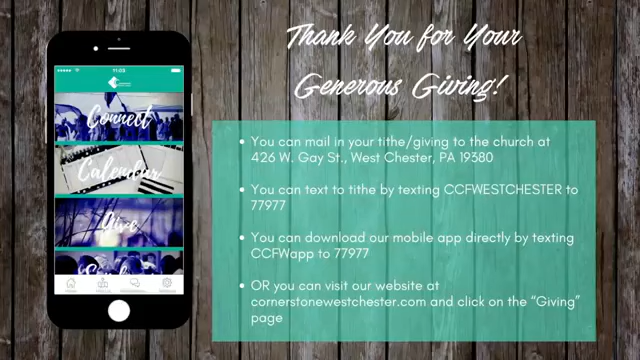 Thank You for Your
Generous Giving!
11:03
Connect
Calendar
Give
You can mail in your tithe/giving to the church at
426 W. Gay St., West Chester, PA 19380
You can text to tithe by texting CCFWESTCHESTER to
77977
You can download our mobile app directly by texting
CCFWapp to 77977
OR you can visit our website at
cornerstonewestchester.com and click on the “Giving”
page